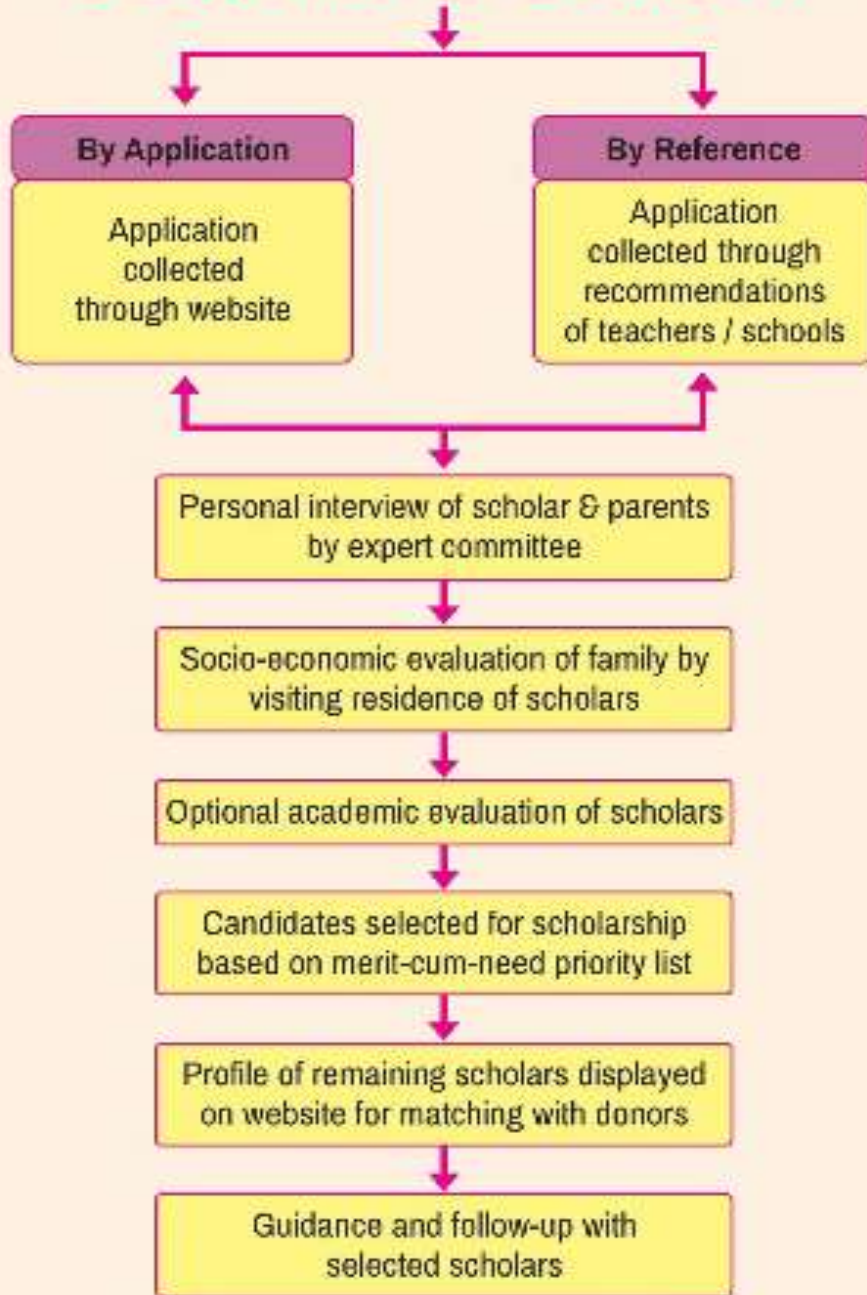 By Application
Application
collected
through website
By Reference
Application
collected through
recommendations
of teachers / schools
Personal interview of scholar & parents
by expert committee
Socio-economic evaluation of family by
visiting residence of scholars
Optional academic evaluation of scholars
Candidates selected for scholarship
based on merit-cum-need priority list
Profile of remaining scholars displayed
on website for matching with donors
Guidance and follow-up with
selected scholars